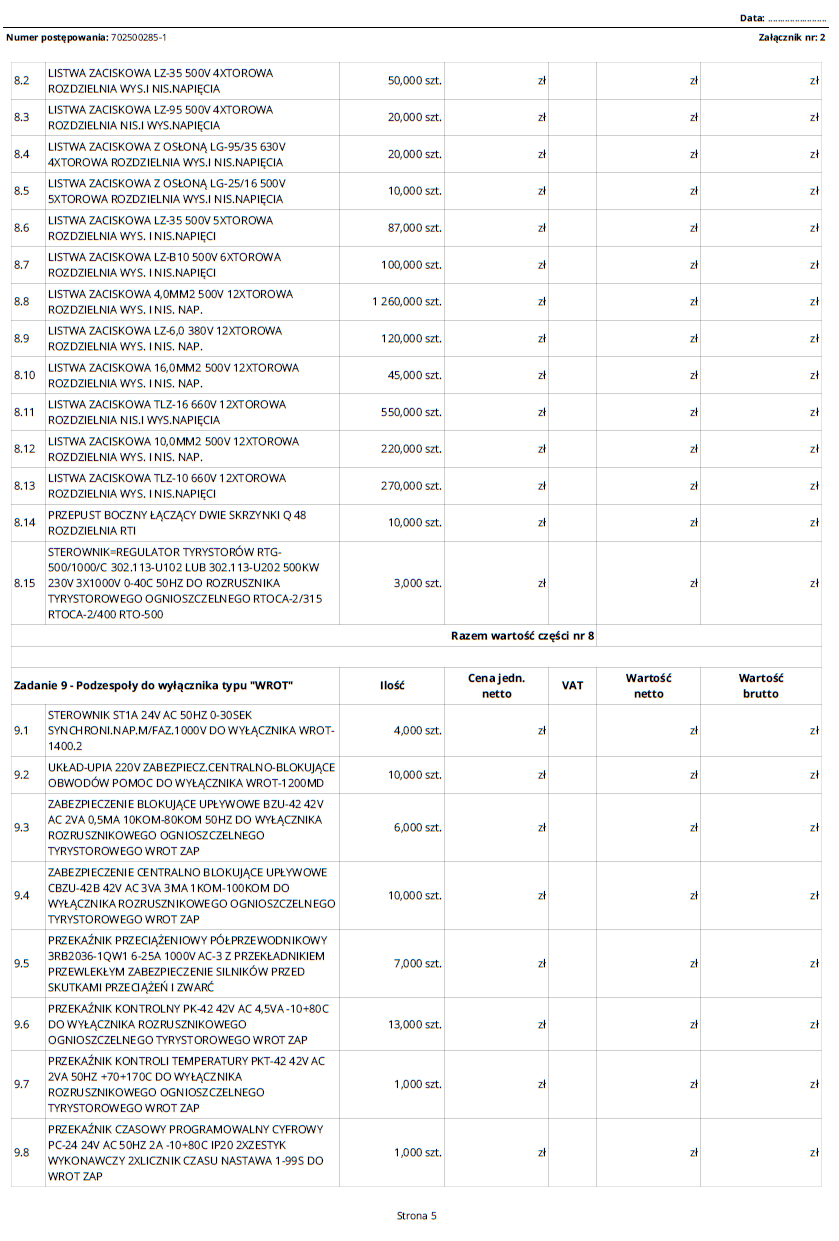 Data: ........................
Numer postępowania: 702500285-1 Załącznik nr: 2
8.2 LISTWA ZACISKOWA LZ-35 500V 4XTOROWA
ROZDZIELNIA WYS.I NIS.NAPIĘCIA 50,000 szt. zł zł zł
8.3 LISTWA ZACISKOWA LZ-95 500V 4XTOROWA
ROZDZIELNIA NIS.I WYS.NAPIĘCIA 20,000 szt. zł zł zł
8.4 LISTWA ZACISKOWA Z OSŁONĄ LG-95/35 630V
4XTOROWA ROZDZIELNIA WYS.I NIS.NAPIĘCIA 20,000 szt. zł zł zł
8.5 LISTWA ZACISKOWA Z OSŁONĄ LG-25/16 500V
5XTOROWA ROZDZIELNIA WYS.I NIS.NAPIĘCIA 10,000 szt. zł zł zł
8.6 LISTWA ZACISKOWA LZ-35 500V 5XTOROWA
ROZDZIELNIA WYS. I NIS.NAPIĘCI 87,000 szt. zł zł zł
8.7 LISTWA ZACISKOWA LZ-B10 500V 6XTOROWA
ROZDZIELNIA WYS. I NIS.NAPIĘCI 100,000 szt. zł zł zł
8.8 LISTWA ZACISKOWA 4,0MM2 500V 12XTOROWA
ROZDZIELNIA WYS. I NIS. NAP. 1 260,000 szt. zł zł zł
8.9 LISTWA ZACISKOWA LZ-6,0 380V 12XTOROWA
ROZDZIELNIA WYS. I NIS. NAP. 120,000 szt. zł zł zł
8.10 LISTWA ZACISKOWA 16,0MM2 500V 12XTOROWA
ROZDZIELNIA WYS. I NIS. NAP. 45,000 szt. zł zł zł
8.11 LISTWA ZACISKOWA TLZ-16 660V 12XTOROWA
ROZDZIELNIA NIS.I WYS.NAPIĘCIA 550,000 szt. zł zł zł
8.12 LISTWA ZACISKOWA 10,0MM2 500V 12XTOROWA
ROZDZIELNIA WYS. I NIS. NAP. 220,000 szt. zł zł zł
8.13 LISTWA ZACISKOWA TLZ-10 660V 12XTOROWA
ROZDZIELNIA WYS. I NIS.NAPIĘCI 270,000 szt. zł zł zł
8.14 PRZEPUST BOCZNY ŁĄCZĄCY DWIE SKRZYNKI Q 48
ROZDZIELNIA RTI 10,000 szt. zł zł zł
8.15 STEROWNIK=REGULATOR TYRYSTORÓW RTG-
500/1000/C 302.113-U102 LUB 302.113-U202 500KW
230V 3X1000V 0-40C 50HZ DO ROZRUSZNIKA
TYRYSTOROWEGO OGNIOSZCZELNEGO RTOCA-2/315
RTOCA-2/400 RTO-500 3,000 szt. zł zł zł
Razem wartość części nr 8
Zadanie 9 - Podzespoły do wyłącznika typu "WROT" Ilość Cena jedn.
netto VAT Wartość
netto Wartość
brutto
9.1 STEROWNIK ST1A 24V AC 50HZ 0-30SEK
SYNCHRONI.NAP.M/FAZ.1000V DO WYŁĄCZNIKA WROT-
1400.2 4,000 szt. zł zł zł
9.2 UKŁAD-UPIA 220V ZABEZPIECZ.CENTRALNO-BLOKUJĄCE
OBWODÓW POMOC DO WYŁĄCZNIKA WROT-1200MD 10,000 szt. zł zł zł
9.3 ZABEZPIECZENIE BLOKUJĄCE UPŁYWOWE BZU-42 42V
AC 2VA 0,5MA 10KOM-80KOM 50HZ DO WYŁĄCZNIKA
ROZRUSZNIKOWEGO OGNIOSZCZELNEGO
TYRYSTOROWEGO WROT ZAP 6,000 szt. zł zł zł
9.4 ZABEZPIECZENIE CENTRALNO BLOKUJĄCE UPŁYWOWE
CBZU-42B 42V AC 3VA 3MA 1KOM-100KOM DO
WYŁĄCZNIKA ROZRUSZNIKOWEGO OGNIOSZCZELNEGO
TYRYSTOROWEGO WROT ZAP 10,000 szt. zł zł zł
9.5 PRZEKAŹNIK PRZECIĄŻENIOWY PÓŁPRZEWODNIKOWY
3RB2036-1QW1 6-25A 1000V AC-3 Z PRZEKŁADNIKIEM
PRZEWLEKŁYM ZABEZPIECZENIE SILNIKÓW PRZED
SKUTKAMI PRZECIĄŻEŃ I ZWARĆ 7,000 szt. zł zł zł
9.6 PRZEKAŹNIK KONTROLNY PK-42 42V AC 4,5VA -10+80C
DO WYŁĄCZNIKA ROZRUSZNIKOWEGO
OGNIOSZCZELNEGO TYRYSTOROWEGO WROT ZAP 13,000 szt. zł zł zł
9.7 PRZEKAŹNIK KONTROLI TEMPERATURY PKT-42 42V AC
2VA 50HZ +70+170C DO WYŁĄCZNIKA
ROZRUSZNIKOWEGO OGNIOSZCZELNEGO
TYRYSTOROWEGO WROT ZAP 1,000 szt. zł zł zł
9.8 PRZEKAŹNIK CZASOWY PROGRAMOWALNY CYFROWY
PC-24 24V AC 50HZ 2A -10+80C IP20 2XZESTYK
WYKONAWCZY 2XLICZNIK CZASU NASTAWA 1-99S DO
WROT ZAP 1,000 szt. zł zł zł
Strona 5